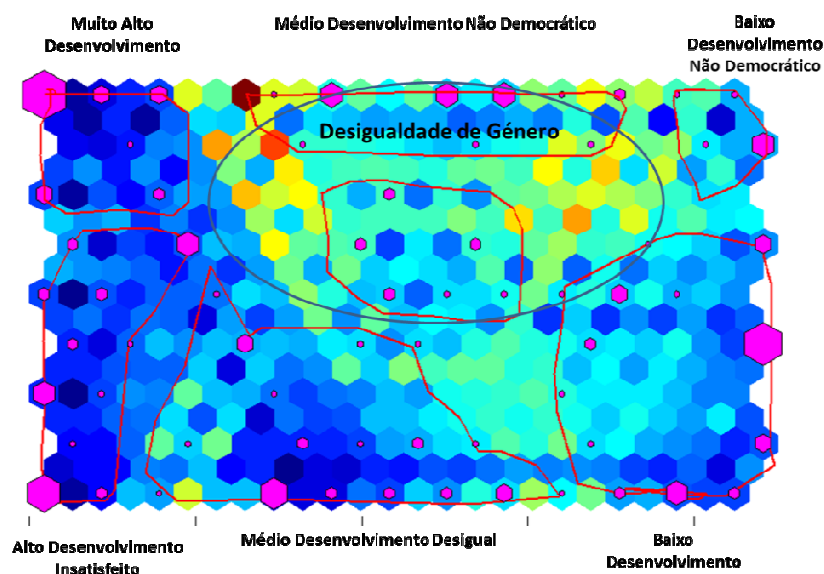 Muito Alto
Desenvolvimento
Médio Desenvolvimento Não Democrático
Baixo
Desenvolvimento
Não Democrático
Desigualdade de Género
Alto Desenvolvimento
Insatisfeito
Médio Desenvolvimento Desigual
Baixo
Desenvolvimento